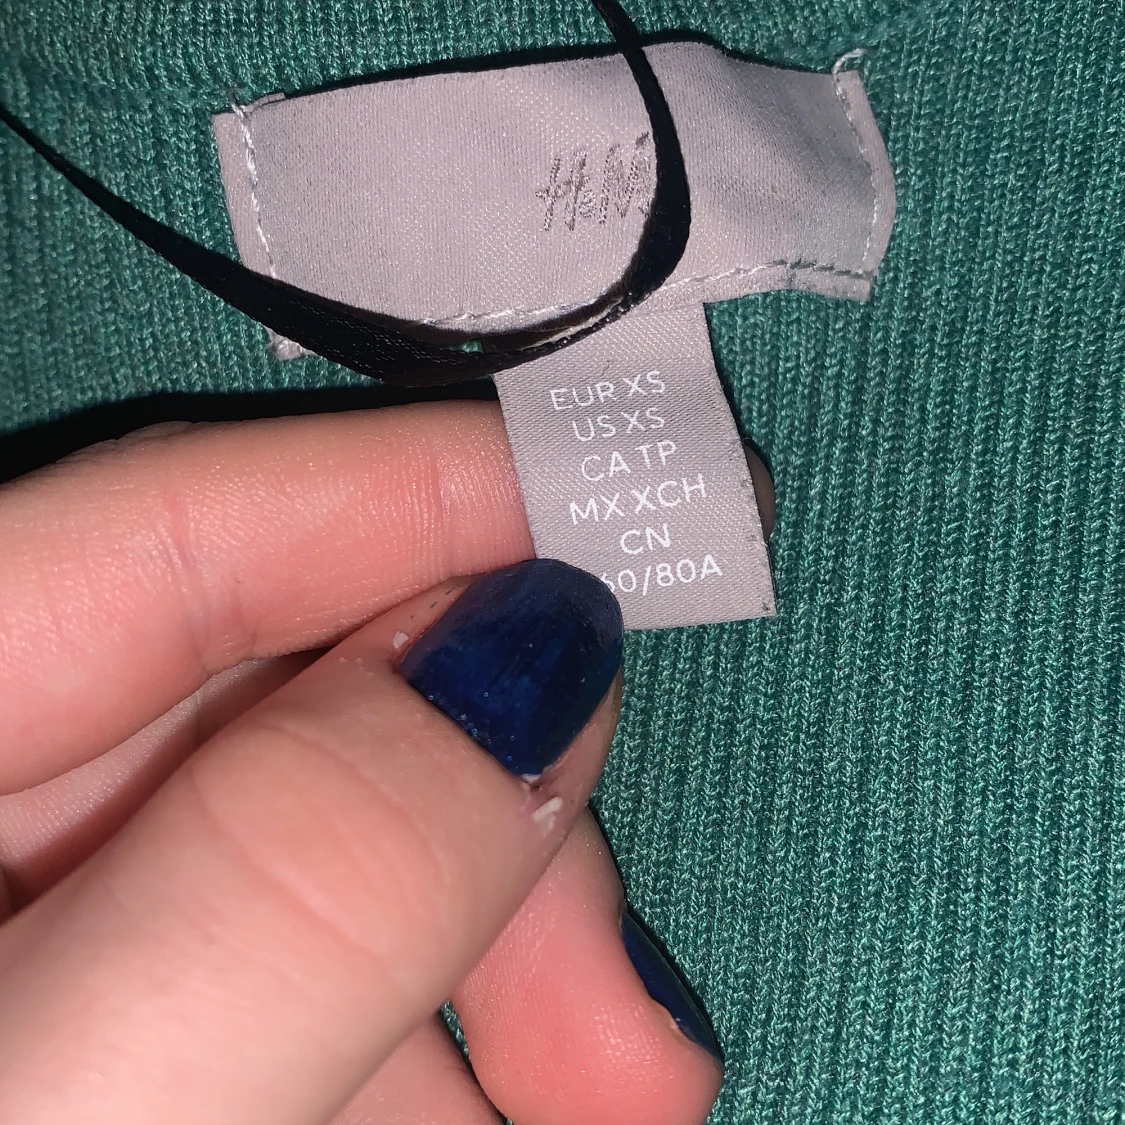 H&M
EUR XS
US XS
CA TP
MX XCH
CN
60/80A